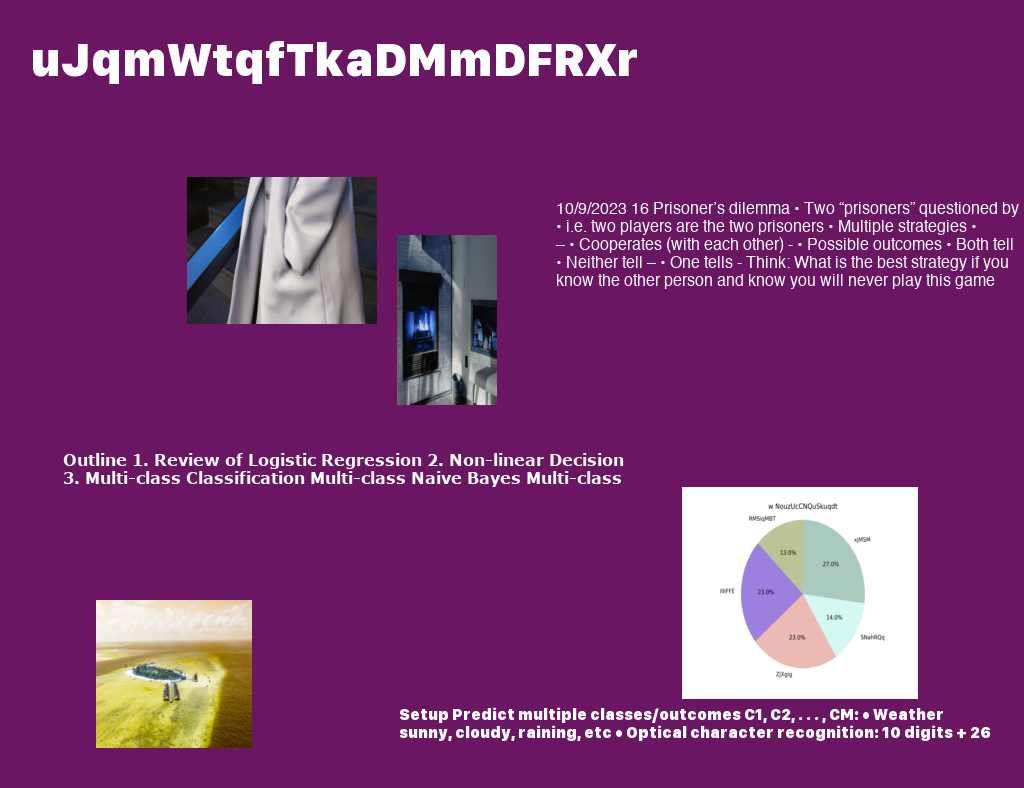 uJqmWtqfTkaDMmDFRXr
10/9/2023 16 Prisoner’s dilemma • Two “prisoners” questioned by
• i.e. two players are the two prisoners • Multiple strategies •
– • Cooperates (with each other) - • Possible outcomes • Both tell
• Neither tell – • One tells - Think: What is the best strategy if you
know the other person and know you will never play this game
Outline 1. Review of Logistic Regression 2. Non-linear Decision
3. Multi-class Classification Multi-class Naive Bayes Multi-class
w NouzUcCNQuSkuqdt
RMSiqMBT
xjMSM
13.0%
27.0%
23.0%
14.0%
SNahRQq
23.0%
ZjXgig
Setup Predict multiple classes/outcomes C1, C2, . . . , CM: • Weather
sunny, cloudy, raining, etc • Optical character recognition: 10 digits + 26